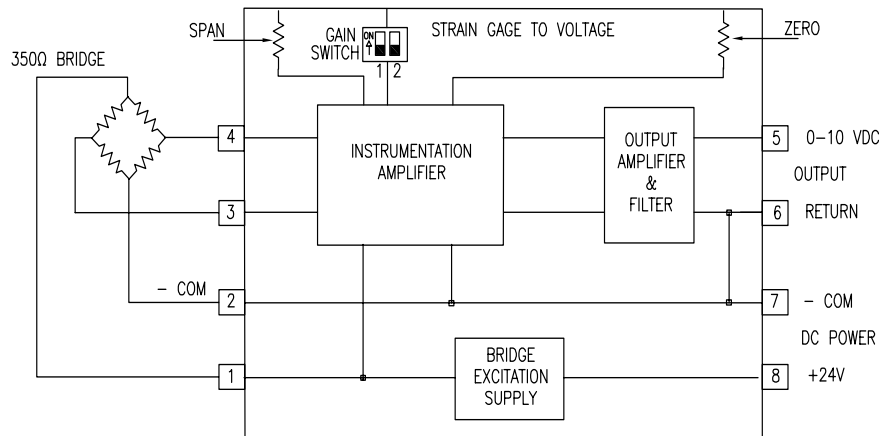 SPAN
GAIN
SWITCH
ON
1 2
STRAIN GAGE TO VOLTAGE
ZERO
350Ω BRIDGE
4
INSTRUMENTATION
AMPLIFIER
OUTPUT
AMPLIFIER
&
FILTER
5
0-10 VDC
OUTPUT
3
6
RETURN
- COM
2
7
- COM
DC POWER
1
BRIDGE
EXCITATION
SUPPLY
8
+24V